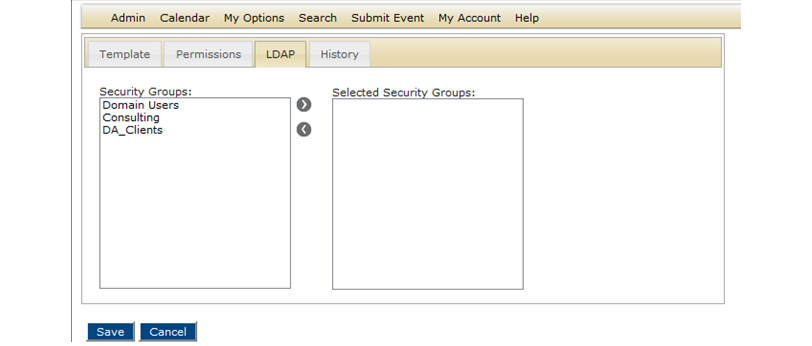 Admin Calendar My Options Search Submit Event My Account Help
Template Permissions LDAP History
Security Groups: Selected Security Groups:
Domain Users
Consulting
DA_Clients
Save Cancel